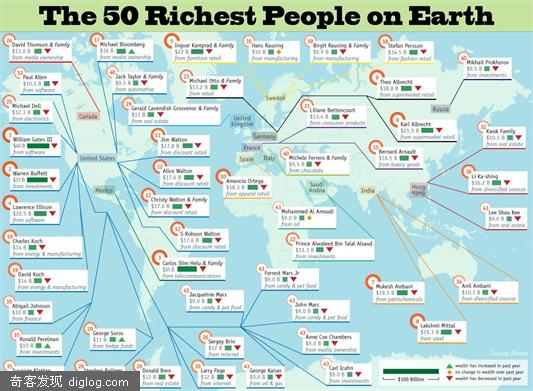 The 50 Richest People on Earth
David Thomson & Family
$13.0 B
from media ownership
Michael Bloomberg
$16 B
from media ownership
Ingvar Kamprad & Family
$22 B
from furniture retail
Hans Rausing
$10 B
from packaging
Birgit Rausing & Family
from packaging
Stefan Persson
$14.5 B
from fashion retail
Mikhail Prokhorov
$9.5 B
from investments
Paul Allen
$10.5 B
from software
Jack Taylor & Family
$9.5 B
from automotive
Michael Otto & Family
$13.2 B
from retail
Theo Albrecht
$18.8 B
from supermarket retail
Michael Dell
$12.3 B
from electronics
Gerald Cavendish Grosvenor & Family
$11 B
from real estate
United Kingdom
Sweden
Liliane Bettencourt
$13.4 B
from consumer products
Russia
Canada
Germany
Karl Albrecht
$21.5 B
from supermarket retail
Kwok Family
$10.5 B
from real estate
William Gates III
$40 B
from software
Jim Walton
$17.8 B
from discount retail
France
Spain
Italy
Bernard Arnault
$16.5 B
from luxury goods
United States
Michele Ferrero & Family
from chocolate
Warren Buffett
$37 B
from investments
Alice Walton
$17.6 B
from discount retail
Amancio Ortega
$18.3 B
from apparel retail
Saudi Arabia
India
Hong Kong
Li Ka-shing
$16.2 B
from diversified sources
Mexico
Lawrence Ellison
$22.5 B
from software
Christy Walton & Family
$17.6 B
from discount retail
Mohammed Al Amoudi
$9.0 B
from oil
Lee Shau Kee
$9.0 B
from real estate
S Robson Walton
$17.6 B
from discount retail
Charles Koch
$14 B
from energy & manufacturing
Prince Alwaleed Bin Talal Alsaud
$13.3 B
from investments
Carlos Slim Helu & Family
$35 B
from telecommunications
David Koch
$14 B
from energy & manufacturing
Forrest Mars Jr
$9.0 B
from candy & pet food
Mukesh Ambani
$19.5 B
from petrochemicals
Anil Ambani
$10.1 B
from diversified sources
Jacqueline Mars
$9.0 B
from candy & pet food
John Mars
$9.0 B
from candy & pet food
Abigail Johnson
$10 B
from finance
Lakshmi Mittal
$19.3 B
from steel
George Soros
$11 B
from hedge funds
Sergey Brin
$12 B
from internet
Anne Cox Chambers
$9.0 B
from media ownership
Ronald Perelman
$10 B
from investments
Source: Forbes
Donald Bren
$12 B
from real estate
Larry Page
$12 B
from internet
George Kaiser
$9.0 B
from oil & gas
Carl Icahn
$9.0 B
from investments
$100 Billion
wealth has increased in past year
no change in wealth over past year
wealth has decreased in past year
奇客发现 | diglog.com